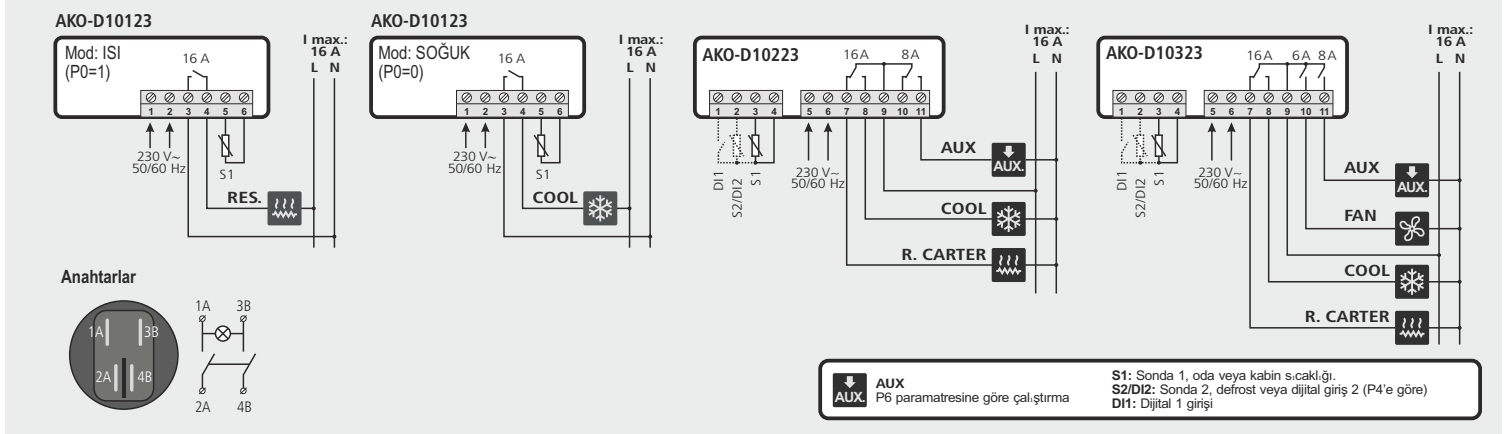 AKO-D10123
Mod: ISI
(P0=1)
16 A
I max.:
16 A
L N
1 2 3 4 5 6
230 V~
50/60 Hz
S1
RES.
AKO-D10123
Mod: SOĞUK
(P0=0)
16 A
I max.:
16 A
L N
1 2 3 4 5 6
230 V~
50/60 Hz
S1
COOL
AKO-D10223
16 A 8 A
I max.:
16 A
L N
1 2 3 4 5 6 7 8 9 10 11
DI1
S2/DI2
S1
230 V~
50/60 Hz
AUX
AUX.
COOL
R. CARTER
AKO-D10323
16 A 6 A 8 A
I max.:
16 A
L N
1 2 3 4 5 6 7 8 9 10 11
DI1
S2/DI2
S1
230 V~
50/60 Hz
AUX
AUX.
FAN
COOL
R. CARTER
Anahtarlar
1A 3B
2A 4B
1A 3B
2A 4B
AUX.
AUX
P6 paramatresine göre çalıştırma
S1: Sonda 1, oda veya kabin sıcaklığı.
S2/DI2: Sonda 2, defrost veya dijital giriş 2 (P4'e göre)
DI1: Dijital 1 girişi